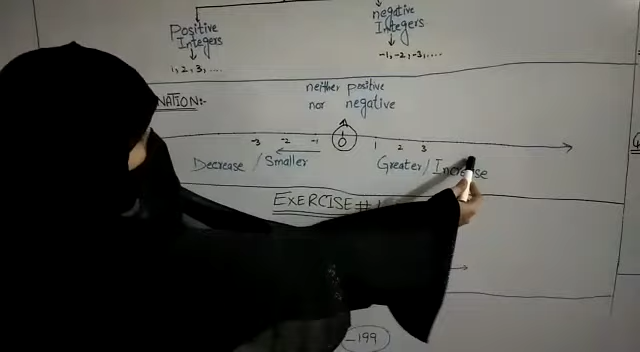 Positive
Integers
1, 2, 3, ....
negative
Integers
-1, -2, -3, ....
NATION:-
neither positive
nor negative
-3 -2 -1 0 1 2 3
Decrease / Smaller
Greater / Increase
EXERCISE #
-199